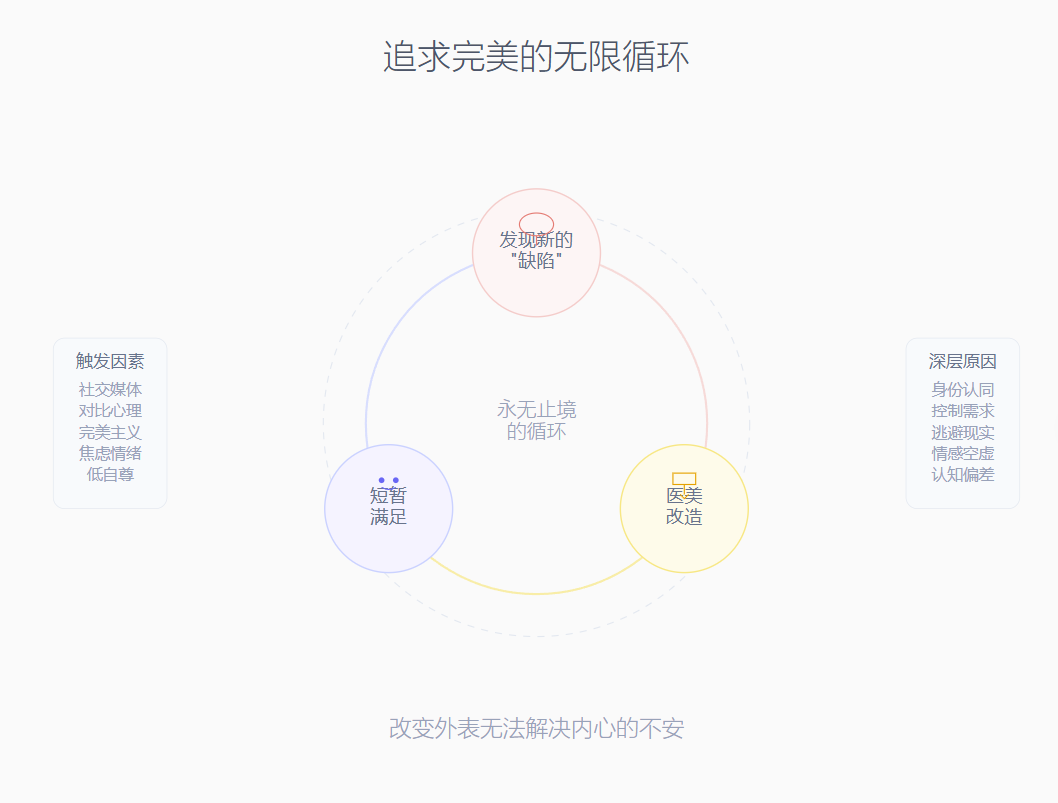 追求完美的无限循环
发现新的
"缺陷"
触发因素
社交媒体
对比心理
完美主义
焦虑情绪
低自尊
永无止境
的循环
深层原因
身份认同
控制需求
逃避现实
情感空虚
认知偏差
短暂
满足
医美
改造
改变外表无法解决内心的不安